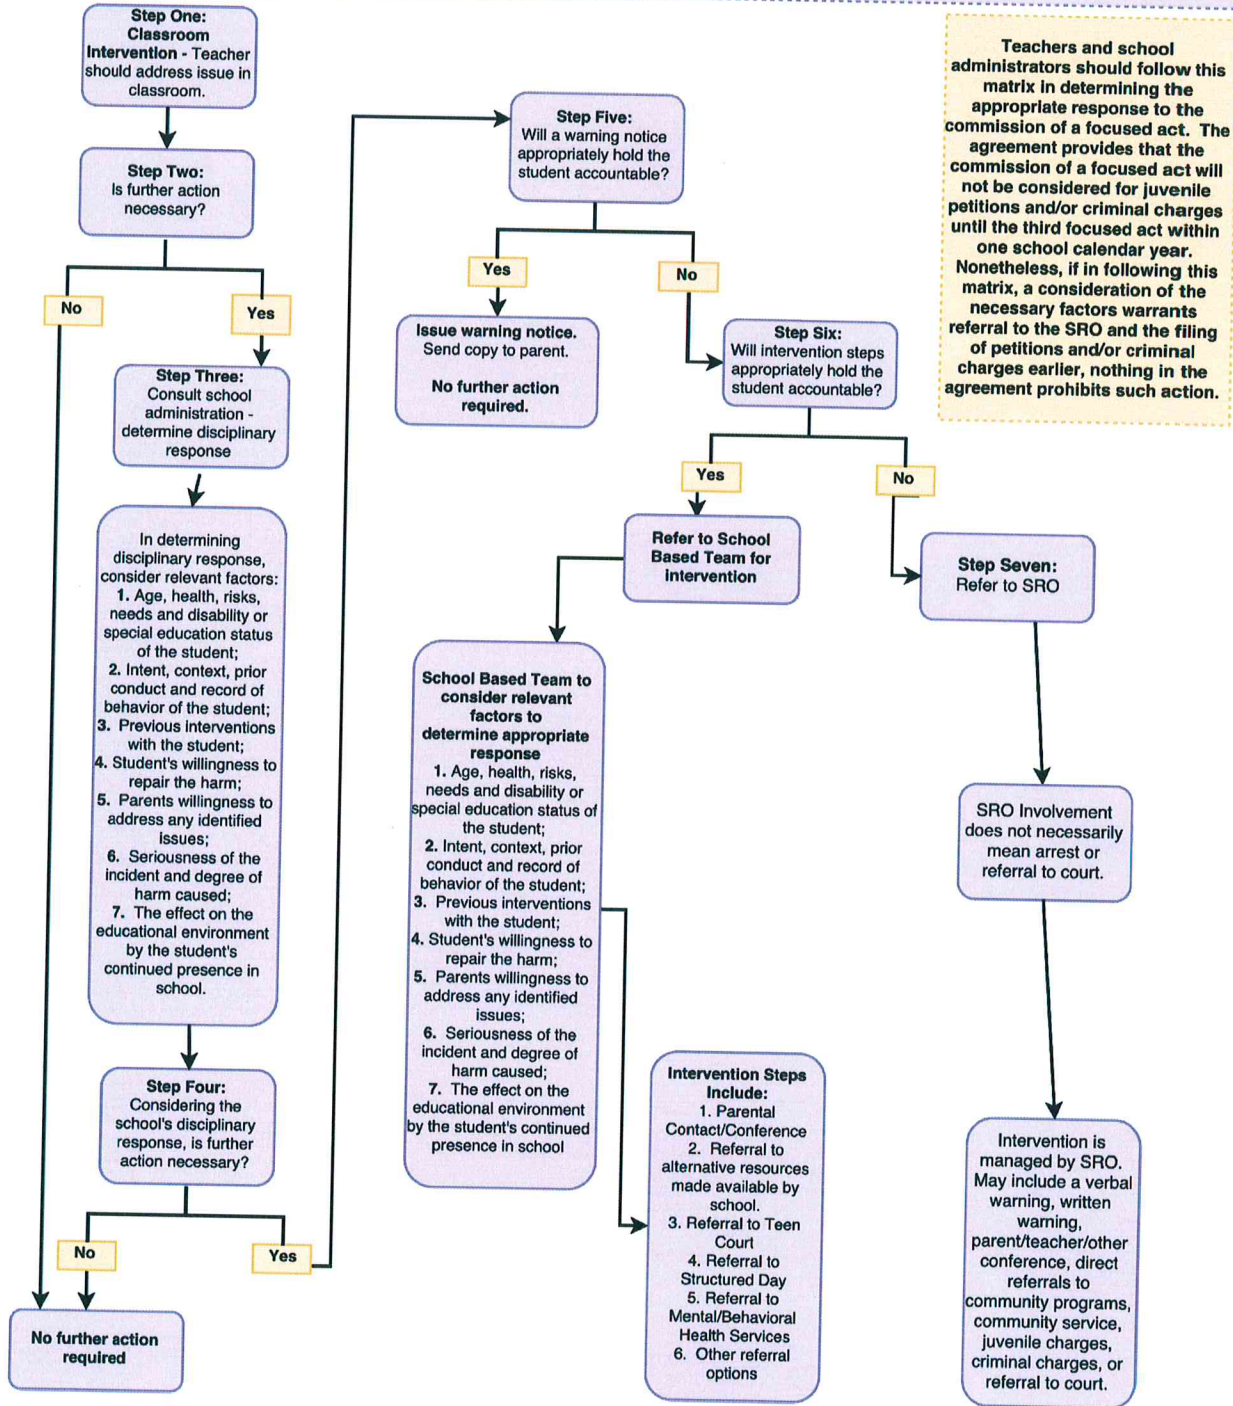 Step One:
Classroom
Intervention - Teacher
should address issue in
classroom.
Step Two:
Is further action
necessary?
No
Yes
Step Three:
Consult school
administration -
determine disciplinary
response
In determining
disciplinary response,
consider relevant factors:
1. Age, health, risks,
needs and disability or
special education status
of the student;
2. Intent, context, prior
conduct and record of
behavior of the student;
3. Previous interventions
with the student;
4. Student's willingness to
repair the harm;
5. Parents willingness to
address any identified
issues;
6. Seriousness of the
incident and degree of
harm caused;
7. The effect on the
educational environment
by the student's
continued presence in
school.
Step Four:
Considering the
school's disciplinary
response, is further
action necessary?
No
Yes
No further action
required
Step Five:
Will a warning notice
appropriately hold the
student accountable?
Yes
No
Issue warning notice.
Send copy to parent.
No further action
required.
Step Six:
Will intervention steps
appropriately hold the
student accountable?
Yes
No
Refer to School
Based Team for
Intervention
School Based Team to
consider relevant
factors to
determine appropriate
response
1. Age, health, risks,
needs and disability or
special education status of
the student;
2. Intent, context, prior
conduct and record of
behavior of the student;
3. Previous interventions
with the student;
4. Student's willingness to
repair the harm;
5. Parents willingness to
address any identified
issues;
6. Seriousness of the
incident and degree of
harm caused;
7. The effect on the
educational environment
by the student's continued
presence in school
Intervention Steps
Include:
1. Parental
Contact/Conference
2. Referral to
alternative resources
made available by
school.
3. Referral to Teen
Court
4. Referral to
Structured Day
5. Referral to
Mental/Behavioral
Health Services
6. Other referral
options
Step Seven:
Refer to SRO
SRO Involvement
does not necessarily
mean arrest or
referral to court.
Intervention is
managed by SRO.
May include a verbal
warning, written
warning,
parent/teacher/other
conference, direct
referrals to
community programs,
community service,
juvenile charges,
criminal charges, or
referral to court.
Teachers and school
administrators should follow this
matrix in determining the
appropriate response to the
commission of a focused act. The
agreement provides that the
commission of a focused act will
not be considered for juvenile
petitions and/or criminal charges
until the third focused act within
one school calendar year.
Nonetheless, if in following this
matrix, a consideration of the
necessary factors warrants
referral to the SRO and the filing
of petitions and/or criminal
charges earlier, nothing in the
agreement prohibits such action.